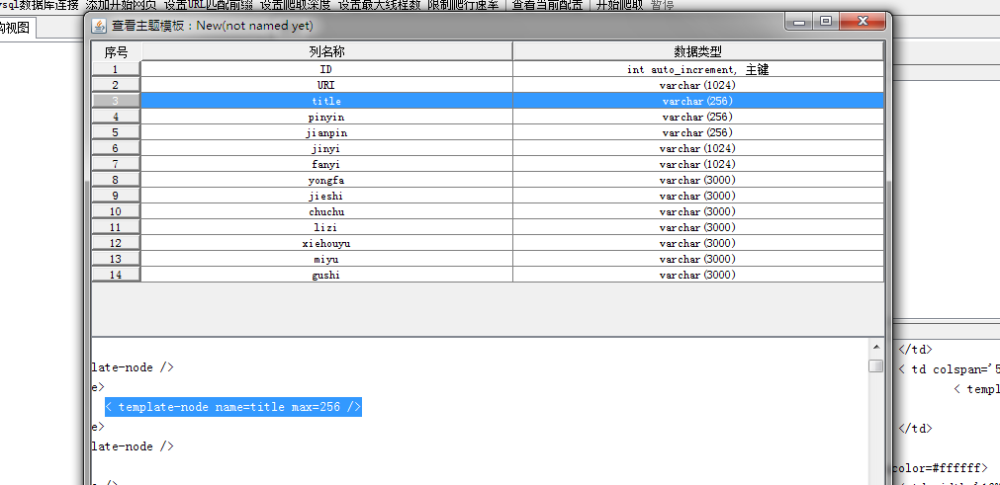 ysql数据库连接 添加开始网页 设置URL匹配前缀 设置爬取深度 设置最大线程数 限制爬行速率 查看当前配置 开始爬取 暂停
构视图
查看主题模板：New(not named yet)
序号 列名称 数据类型
1 ID int auto_increment, 主键
2 URI varchar(1024)
3 title varchar(256)
4 pinyin varchar(256)
5 jianpin varchar(256)
6 jinyi varchar(1024)
7 fanyi varchar(1024)
8 yongfa varchar(3000)
9 jieshi varchar(3000)
10 chuchu varchar(3000)
11 lizi varchar(3000)
12 xiehouyu varchar(3000)
13 miyu varchar(3000)
14 gushi varchar(3000)
</td>
late-node />
< td colspan='5
e>
< templ
< template-node name=title max=256 />
e>
</td>
late-node />
color=#ffffff>